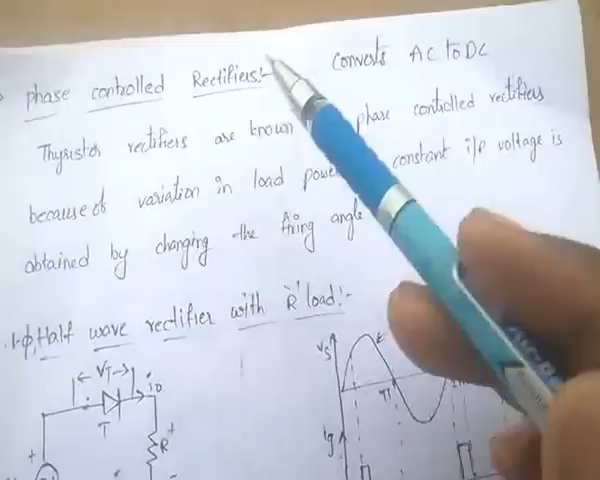 phase controlled Rectifiers:- Converts AC to DC
Thyristor rectifiers are known phase controlled rectifiers
because of variation in load power constant i/p voltage is
obtained by changing the firing angle
1-ϕ, Half wave rectifier with 'R' load:-
VT
io
T
R
+
-
+
Vs
π
ig